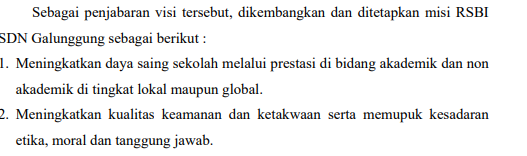 Sebagai penjabaran visi tersebut, dikembangkan dan ditetapkan misi RSBI
SDN Galunggung sebagai berikut :
1. Meningkatkan daya saing sekolah melalui prestasi di bidang akademik dan non
akademik di tingkat lokal maupun global.
2. Meningkatkan kualitas keamanan dan ketakwaan serta memupuk kesadaran
etika, moral dan tanggung jawab.